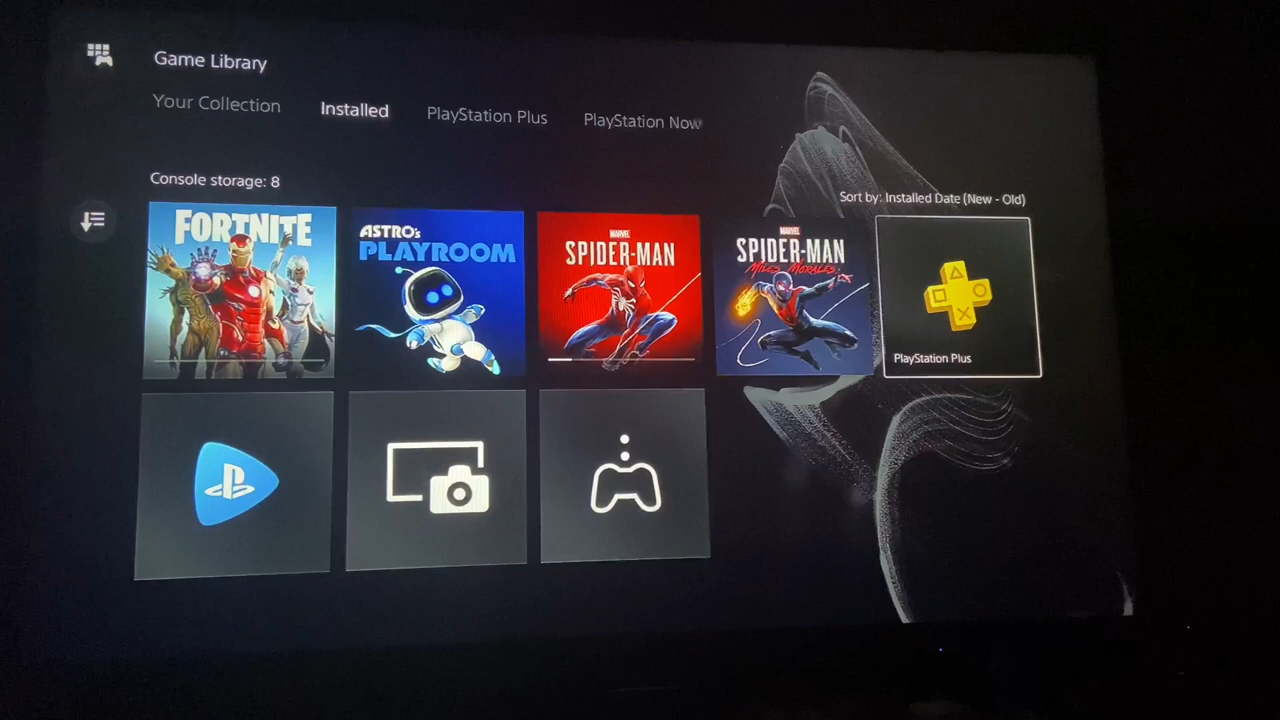 Game Library
Your Collection
Installed
PlayStation Plus
PlayStation Now
Console storage: 8
Sort by: Installed Date (New - Old)
FORTNITE
ASTRO's
PLAYROOM
MARVEL
SPIDER-MAN
MARVEL
SPIDER-MAN
MILES MORALES
PlayStation Plus